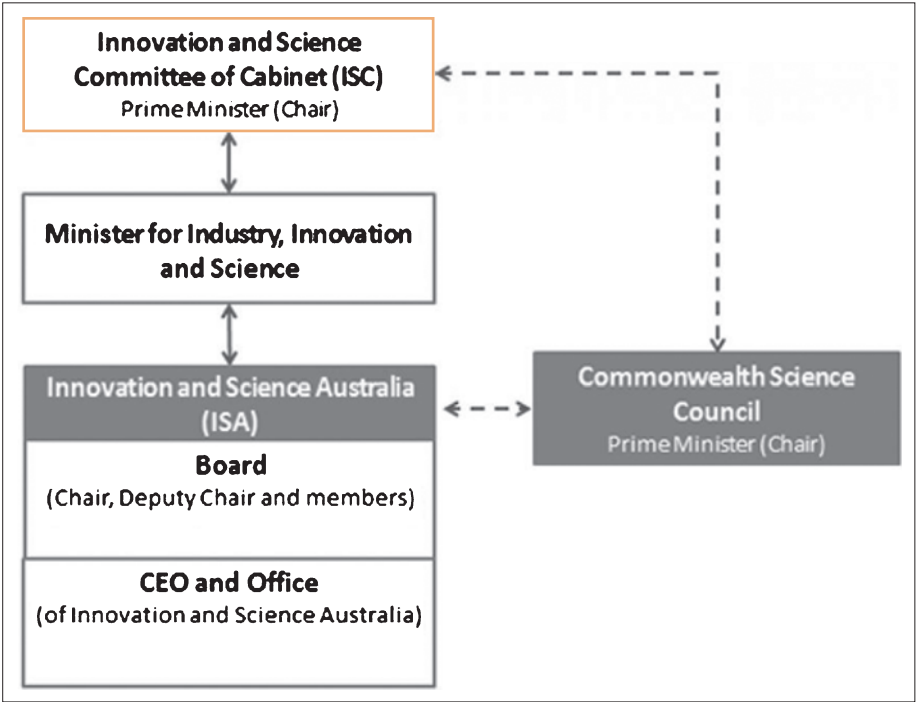 Innovation and Science
Committee of Cabinet (ISC)
Prime Minister (Chair)
Minister for Industry, Innovation
and Science
Innovation and Science Australia
(ISA)
Board
(Chair, Deputy Chair and members)
CEO and Office
(of Innovation and Science Australia)
Commonwealth Science
Council
Prime Minister (Chair)